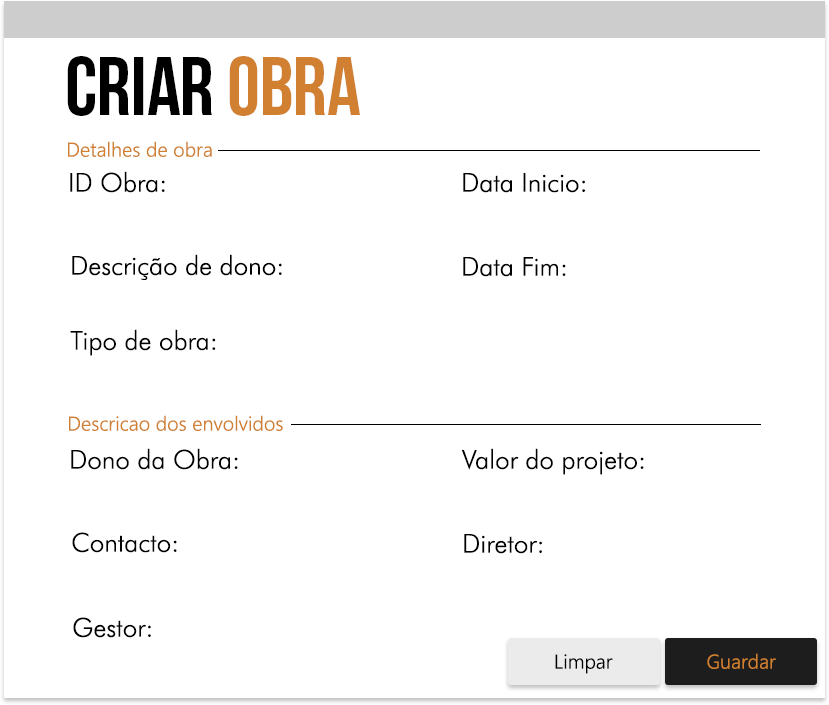 CRIAR OBRA
Detalhes de obra
ID Obra:
Data Inicio:
Descrição de dono:
Data Fim:
Tipo de obra:
Descricao dos envolvidos
Dono da Obra:
Valor do projeto:
Contacto:
Diretor:
Gestor:
Limpar
Guardar